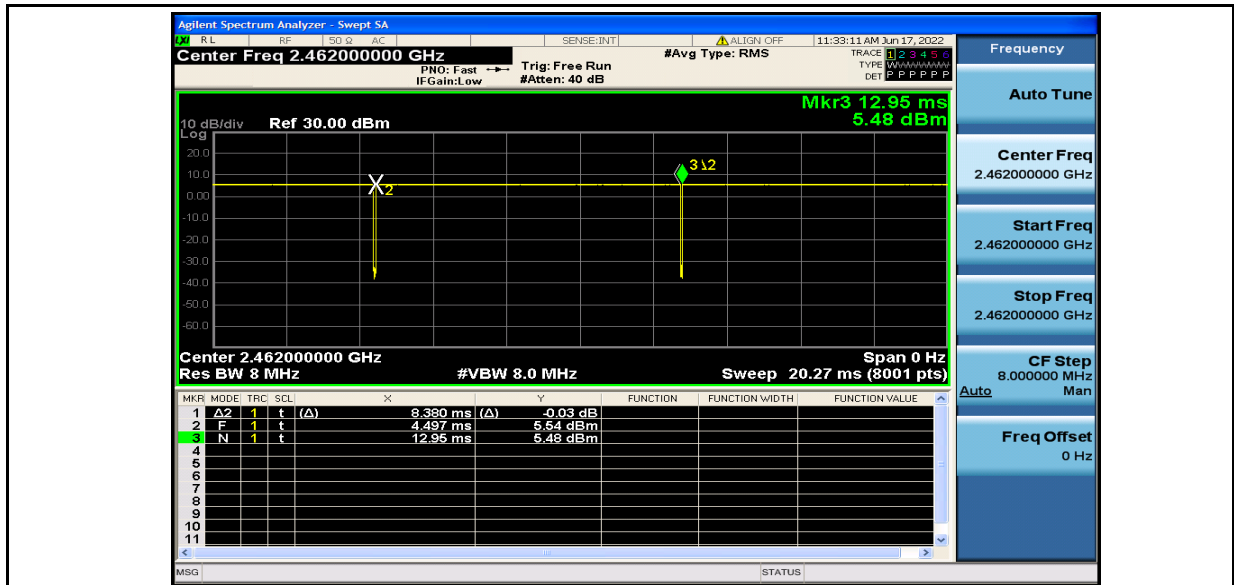 Agilent Spectrum Analyzer - Swept SA
LXI RL RF 50 Ω AC SENSE:INT ALIGN OFF 11:33:11 AM Jun 17, 2022
Center Freq 2.462000000 GHz #Avg Type: RMS TRACE 1 2 3 4 5 6
PNO: Fast Trig: Free Run TYPE WWWWWW
IFGain:Low #Atten: 40 dB DET P P P P P P
Frequency
Mkr3 12.95 ms
10 dB/div Ref 30.00 dBm 5.48 dBm
Log
20.0
10.0
0.00
-10.0
-20.0
-30.0
-40.0
-50.0
-60.0
2
3 1Δ2
Center 2.462000000 GHz Span 0 Hz
Res BW 8 MHz #VBW 8.0 MHz Sweep 20.27 ms (8001 pts)
MKR MODE TRC SCL X Y FUNCTION FUNCTION WIDTH FUNCTION VALUE
1 Δ2 1 t (Δ) 8.380 ms (Δ) -0.03 dB
2 F 1 t 4.497 ms 5.54 dBm
3 N 1 t 12.95 ms 5.48 dBm
4
5
6
7
8
9
10
11
MSG STATUS
Auto Tune
Center Freq
2.462000000 GHz
Start Freq
2.462000000 GHz
Stop Freq
2.462000000 GHz
CF Step
8.000000 MHz
Auto Man
Freq Offset
0 Hz